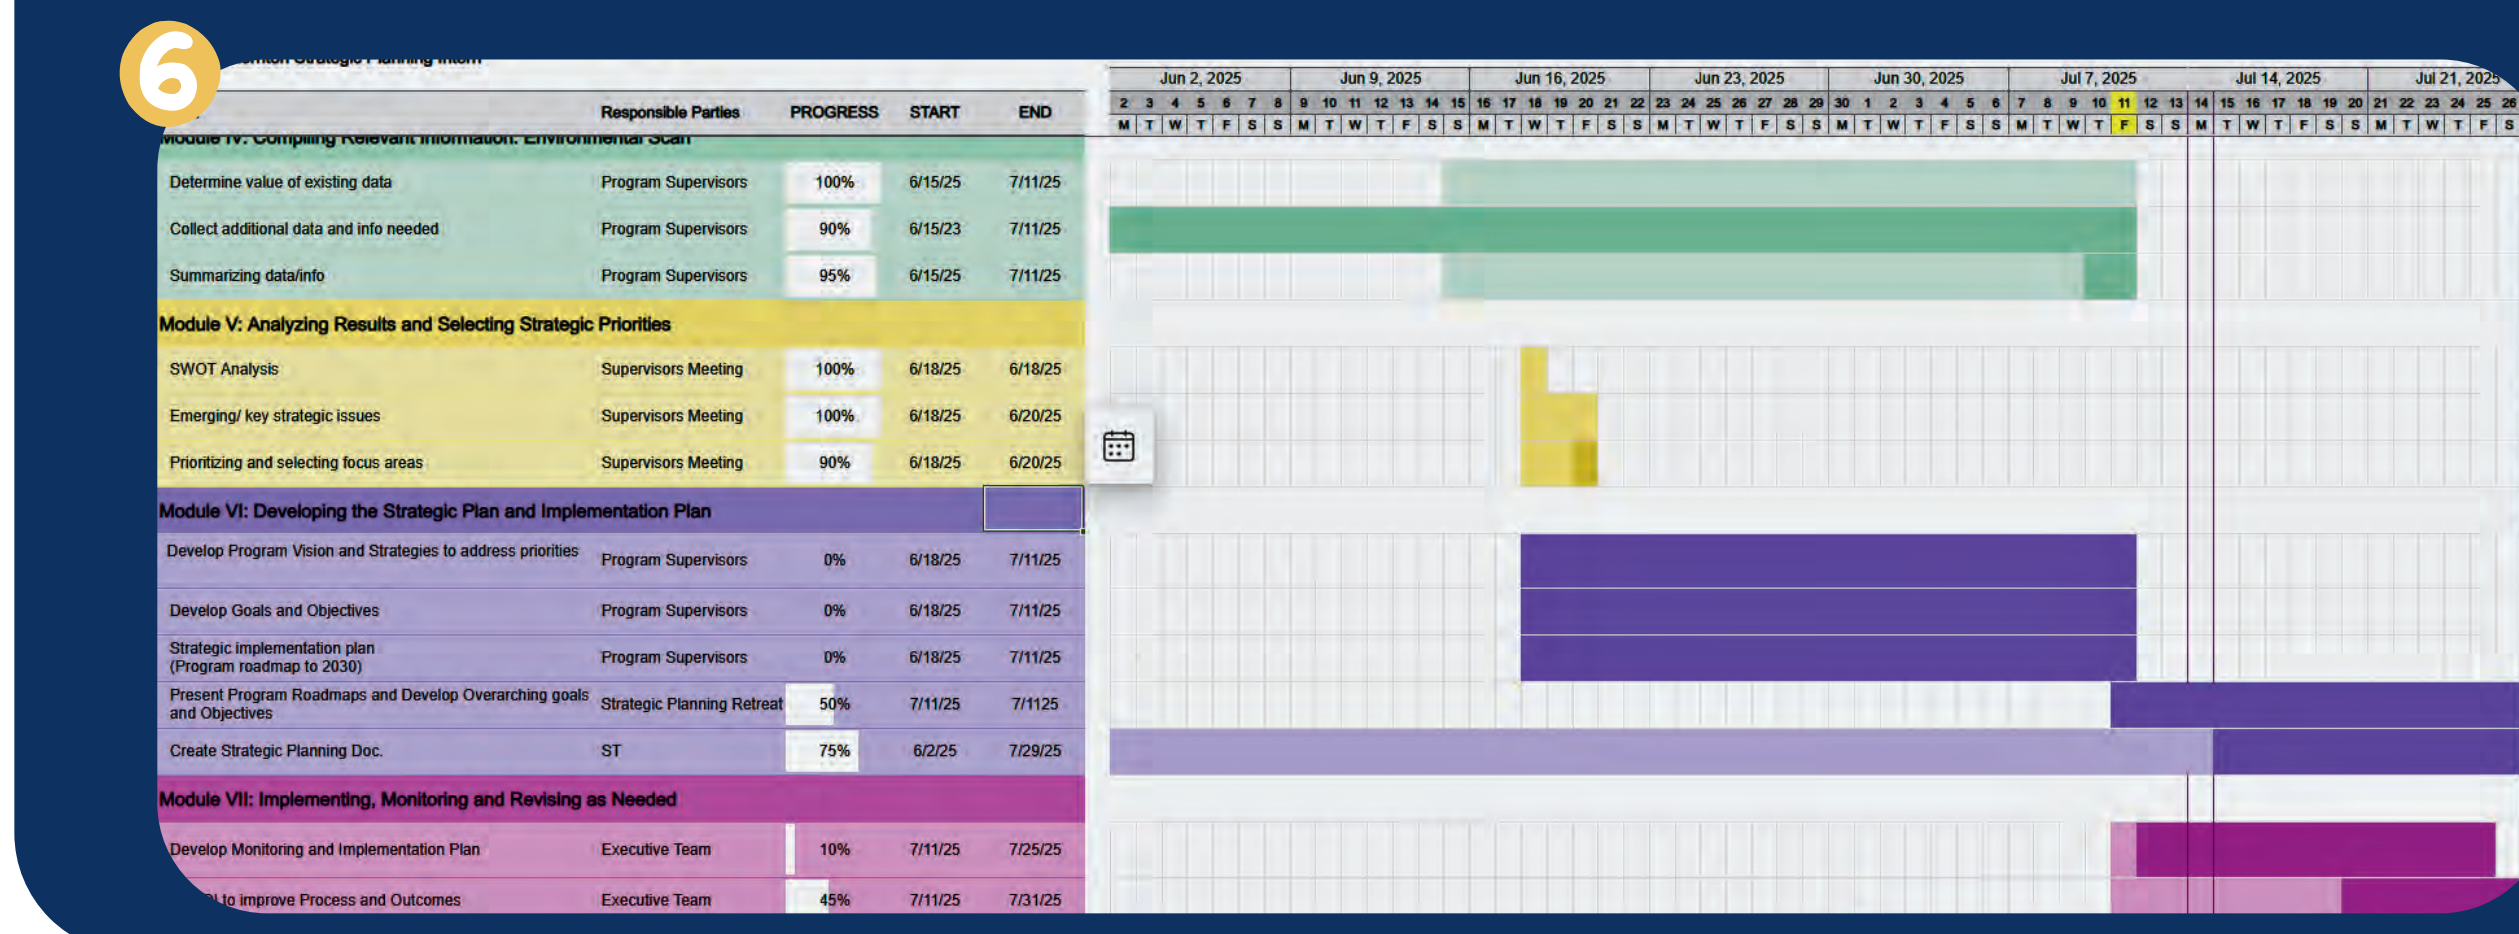 6
Strategic Planning Intern
Jun 2, 2025 Jun 9, 2025 Jun 16, 2025 Jun 23, 2025 Jun 30, 2025 Jul 7, 2025 Jul 14, 2025 Jul 21, 2025
Responsible Parties PROGRESS START END
2 3 4 5 6 7 8 9 10 11 12 13 14 15 16 17 18 19 20 21 22 23 24 25 26 27 28 29 30 1 2 3 4 5 6 7 8 9 10 11 12 13 14 15 16 17 18 19 20 21 22 23 24 25 26
M T W T F S S M T W T F S S M T W T F S S M T W T F S S M T W T F S S M T W T F S S M T W T F S S M T W T F S
Module IV: Compiling Relevant Information: Environmental Scan
Determine value of existing data Program Supervisors 100% 6/15/25 7/11/25
Collect additional data and info needed Program Supervisors 90% 6/15/23 7/11/25
Summarizing data/info Program Supervisors 95% 6/15/25 7/11/25
Module V: Analyzing Results and Selecting Strategic Priorities
SWOT Analysis Supervisors Meeting 100% 6/18/25 6/18/25
Emerging/ key strategic issues Supervisors Meeting 100% 6/18/25 6/20/25
Prioritizing and selecting focus areas Supervisors Meeting 90% 6/18/25 6/20/25
Module VI: Developing the Strategic Plan and Implementation Plan
Develop Program Vision and Strategies to address priorities Program Supervisors 0% 6/18/25 7/11/25
Develop Goals and Objectives Program Supervisors 0% 6/18/25 7/11/25
Strategic implementation plan
(Program roadmap to 2030) Program Supervisors 0% 6/18/25 7/11/25
Present Program Roadmaps and Develop Overarching goals
and Objectives Strategic Planning Retreat 50% 7/11/25 7/1125
Create Strategic Planning Doc. ST 75% 6/2/25 7/29/25
Module VII: Implementing, Monitoring and Revising as Needed
Develop Monitoring and Implementation Plan Executive Team 10% 7/11/25 7/25/25
to improve Process and Outcomes Executive Team 45% 7/11/25 7/31/25